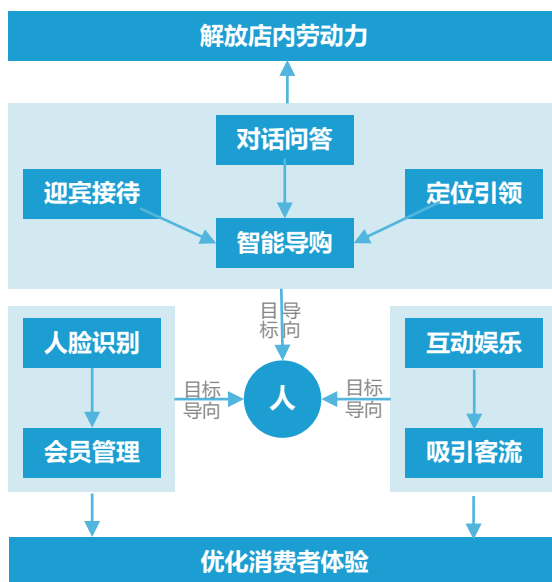 解放店内劳动力
对话问答
迎宾接待
定位引领
智能导购
目标
导向
人脸识别
互动娱乐
目标
导向
人
目标
导向
会员管理
吸引客流
优化消费者体验